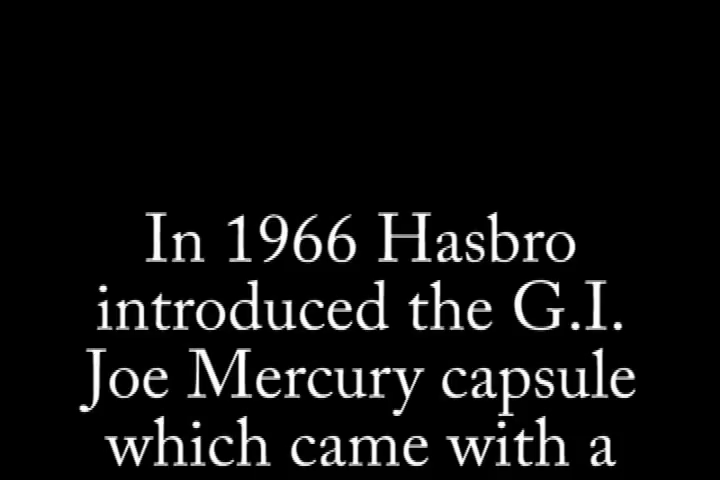 In 1966 Hasbro
introduced the G.I.
Joe Mercury capsule
which came with a